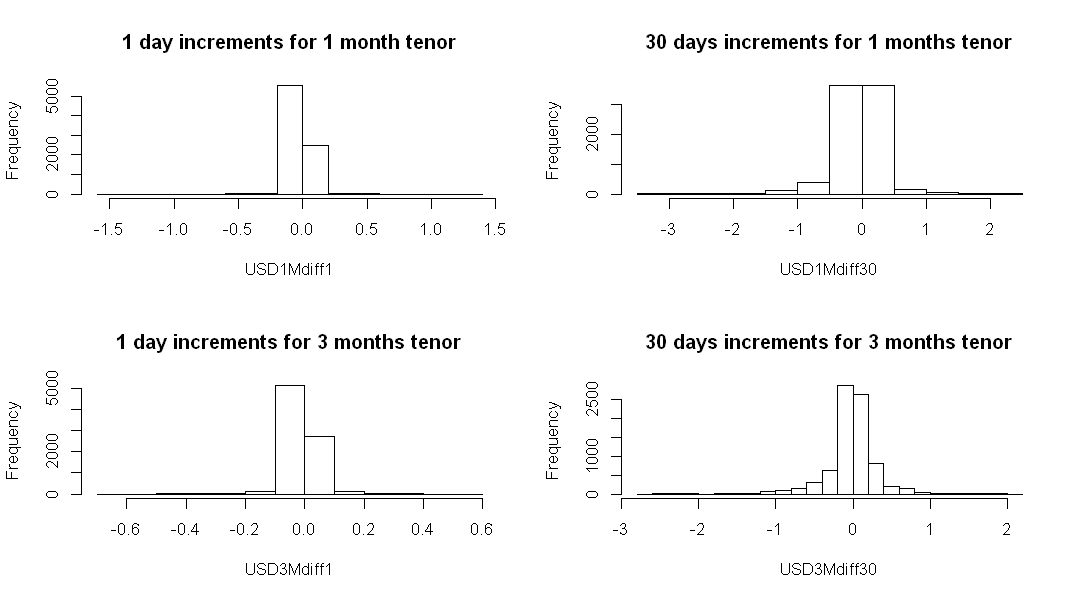 1 day increments for 1 month tenor
Frequency
5000
2000
0
-1.5 -1.0 -0.5 0.0 0.5 1.0 1.5
USD1Mdiff1
30 days increments for 1 months tenor
Frequency
2000
0
-3 -2 -1 0 1 2
USD1Mdiff30
1 day increments for 3 months tenor
Frequency
5000
2000
0
-0.6 -0.4 -0.2 0.0 0.2 0.4 0.6
USD3Mdiff1
30 days increments for 3 months tenor
Frequency
2500
1000
0
-3 -2 -1 0 1 2
USD3Mdiff30